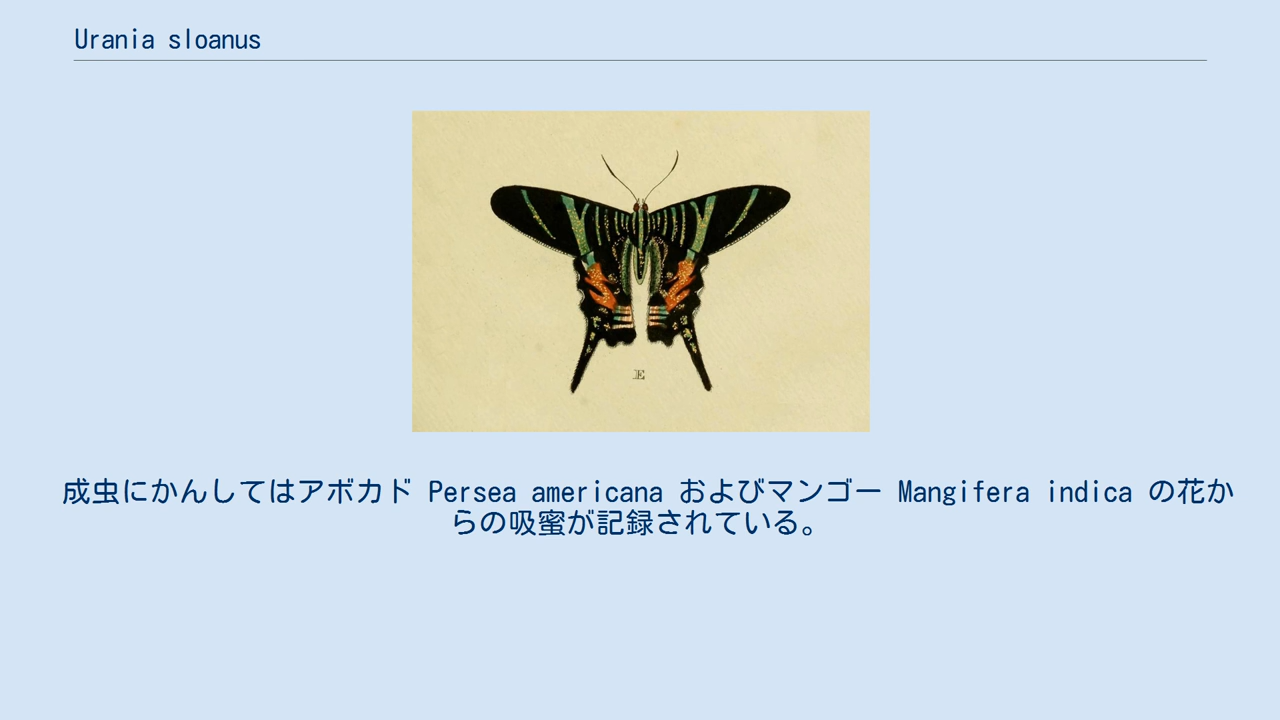 Urania sloanus
E
成虫にかんしてはアボカド Persea americana およびマンゴー Mangifera indica の花か
らの吸蜜が記録されている。